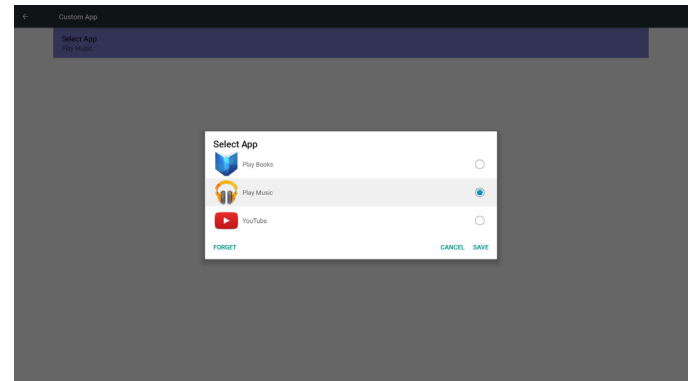 Custom App
Select App
Play Music
Select App
Play Books
Play Music
YouTube
FORGET CANCEL SAVE